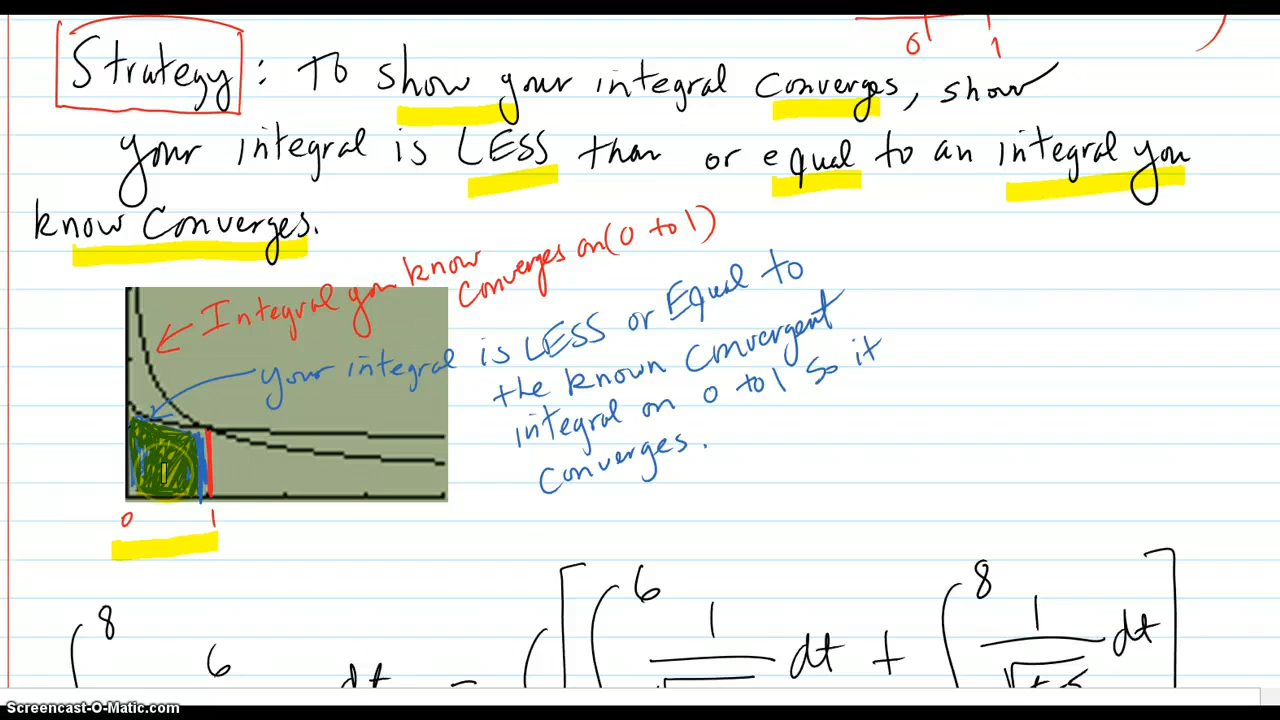 0 1
Strategy: To show your integral Converges, show
your integral is LESS than or equal to an integral you
know Converges.
Integral you know
Converges on (0 to 1)
your integral is LESS or Equal to
the known Convergent
integral on 0 to 1 so it
Converges.
0 1
8 6 8
6 1 1
dt = dt + dt
Screencast-O-Matic.com